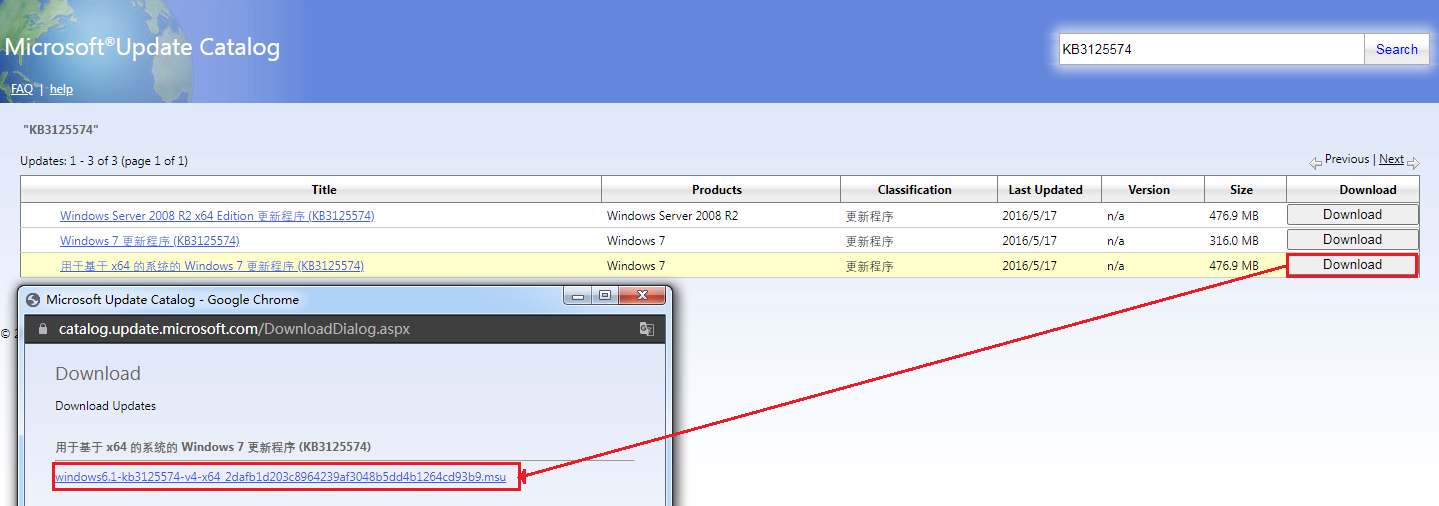 Microsoft®Update Catalog
KB3125574
Search
FAQ | help
"KB3125574"
Updates: 1 - 3 of 3 (page 1 of 1)
Previous | Next
Title Products Classification Last Updated Version Size Download
Windows Server 2008 R2 x64 Edition 更新程序 (KB3125574) Windows Server 2008 R2 更新程序 2016/5/17 n/a 476.9 MB Download
Windows 7 更新程序 (KB3125574) Windows 7 更新程序 2016/5/17 n/a 316.0 MB Download
用于基于 x64 的系统的 Windows 7 更新程序 (KB3125574) Windows 7 更新程序 2016/5/17 n/a 476.9 MB Download
Microsoft Update Catalog - Google Chrome
©
catalog.update.microsoft.com/DownloadDialog.aspx
Download
Download Updates
用于基于 x64 的系统的 Windows 7 更新程序 (KB3125574)
windows6.1-kb3125574-v4-x64_2dafb1d203c8964239af3048b5dd4b1264cd93b9.msu